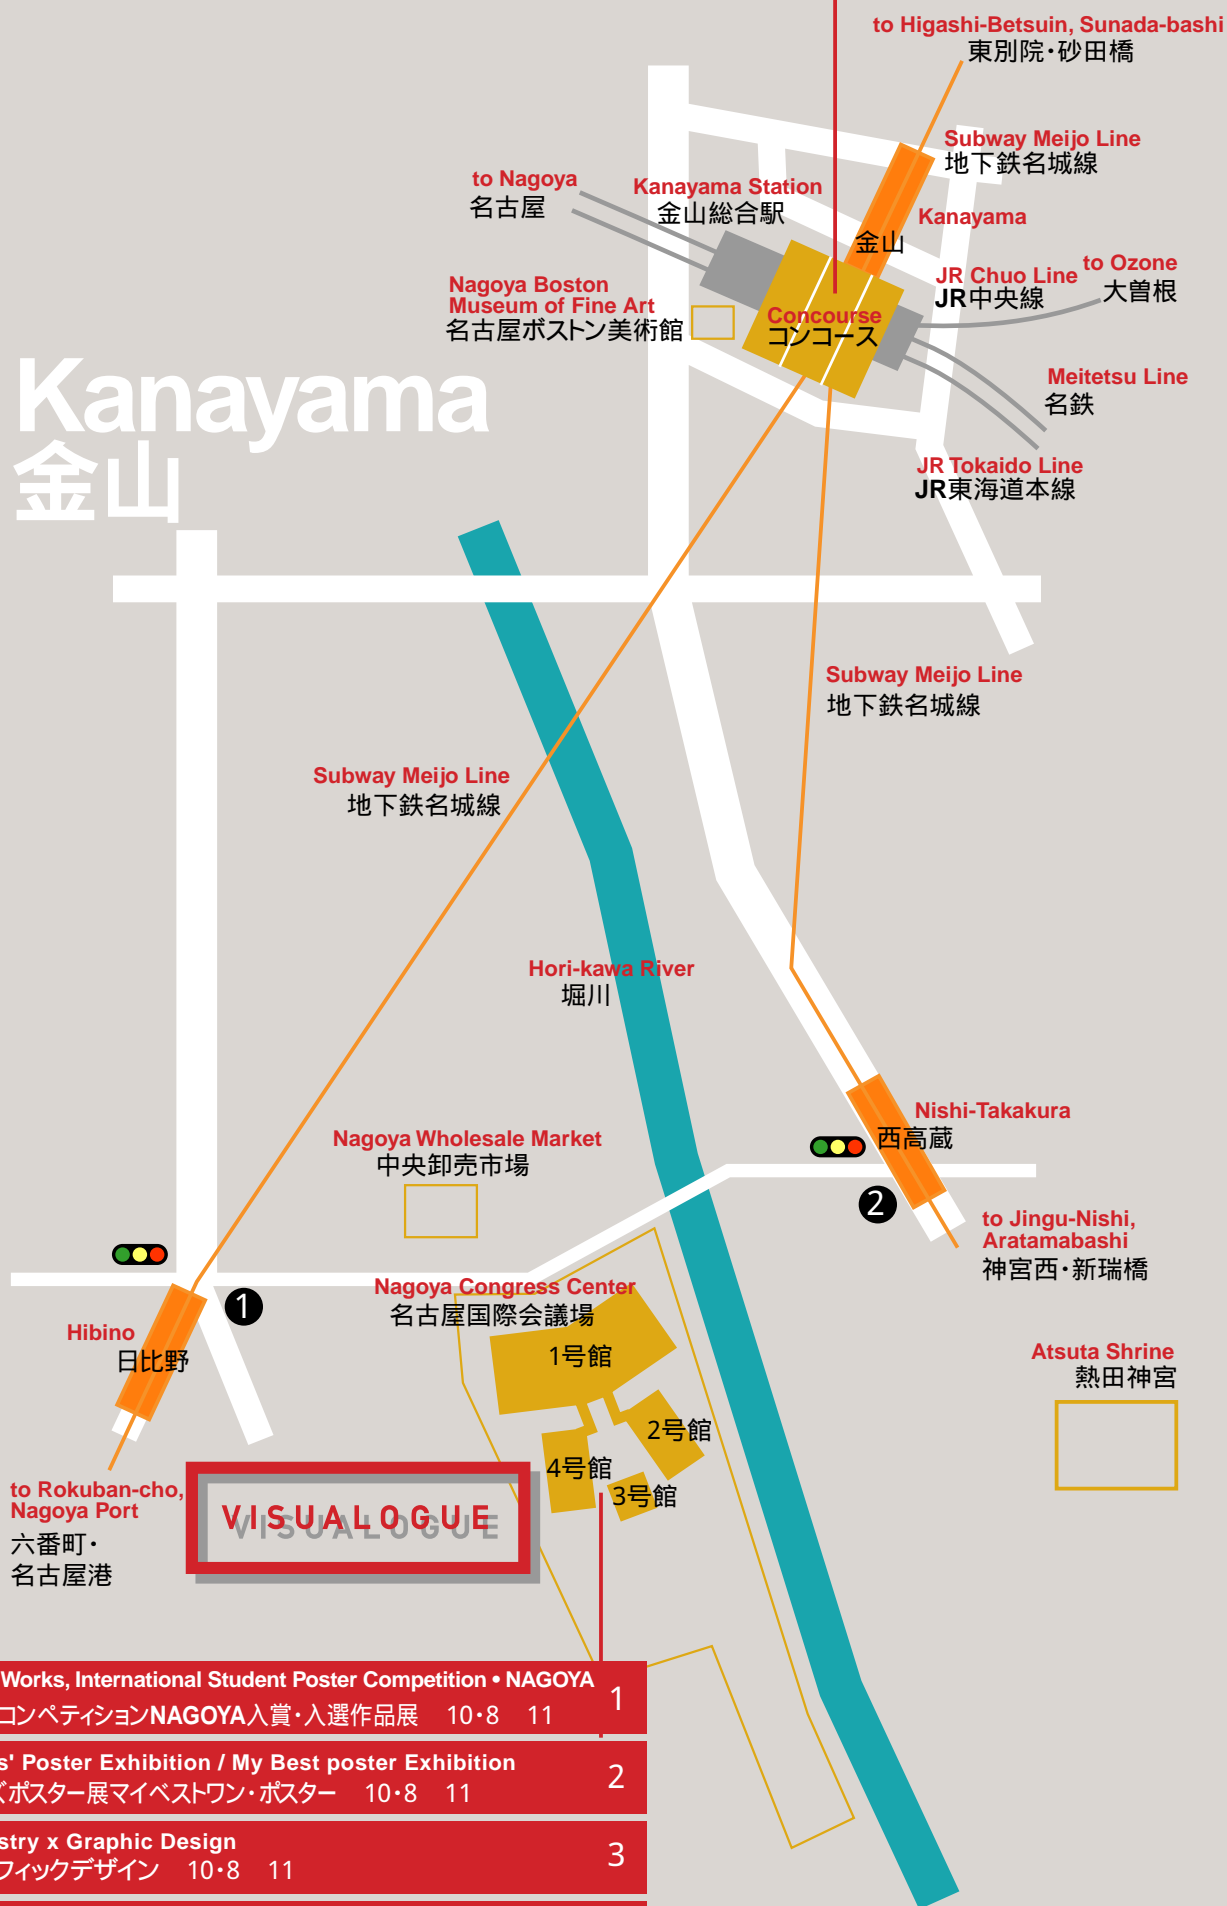 to Higashi-Betsuin, Sunada-bashi
東別院・砂田橋
Subway Meijo Line
地下鉄名城線
to Nagoya
名古屋
Kanayama Station
金山総合駅
Kanayama
金山
JR Chuo Line
JR中央線
to Ozone
大曽根
Nagoya Boston
Museum of Fine Art
名古屋ボストン美術館
Concourse
コンコース
Kanayama
金山
Meitetsu Line
名鉄
JR Tokaido Line
JR東海道本線
Subway Meijo Line
地下鉄名城線
Subway Meijo Line
地下鉄名城線
Hori-kawa River
堀川
Nishi-Takakura
西高蔵
Nagoya Wholesale Market
中央卸売市場
2
to Jingu-Nishi,
Aratamabashi
神宮西・新瑞橋
1
Nagoya Congress Center
名古屋国際会議場
Hibino
日比野
1号館
2号館
4号館
3号館
Atsuta Shrine
熱田神宮
to Rokuban-cho,
Nagoya Port
六番町・
名古屋港
VISUALOGUE
Works, International Student Poster Competition • NAGOYA
コンペティションNAGOYA入賞・入選作品展 10・8 11
1
s' Poster Exhibition / My Best poster Exhibition
ズポスター展マイベストワン・ポスター 10・8 11
2
stry x Graphic Design
フィックデザイン 10・8 11
3